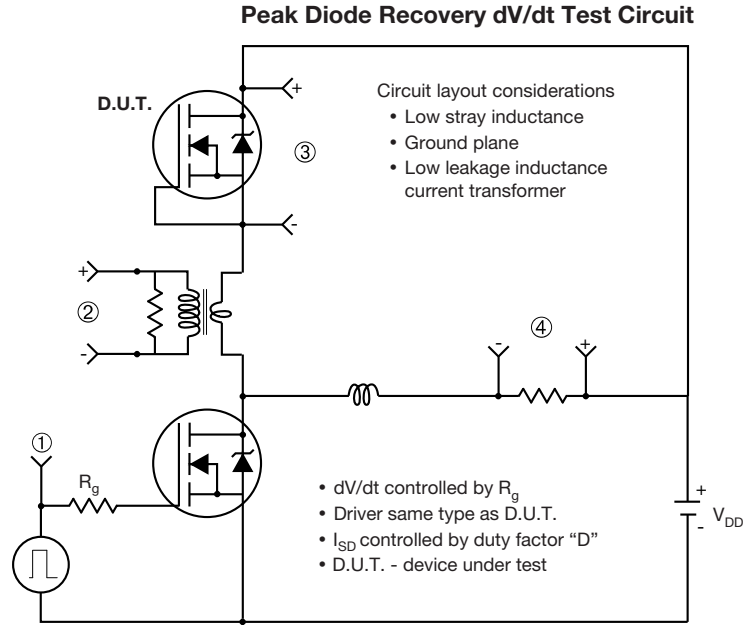 Peak Diode Recovery dV/dt Test Circuit
D.U.T.
+
-
③
Circuit layout considerations
• Low stray inductance
• Ground plane
• Low leakage inductance
current transformer
+
②
-
④
-
+
①
Rg
• dV/dt controlled by Rg
• Driver same type as D.U.T.
• ISD controlled by duty factor “D”
• D.U.T. - device under test
+
-
VDD